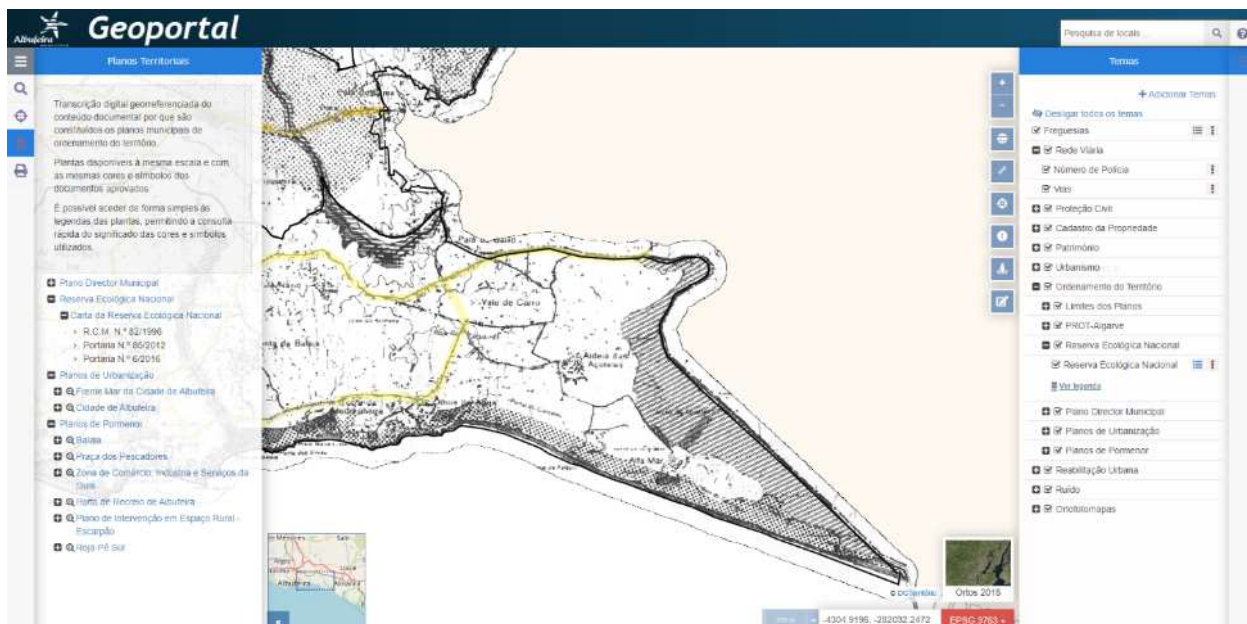 Albufeira
Geoportal
Pesquisa de locais ...
Planos Territoriais
Transcrição digital georreferenciada do
conteúdo documental por que são
constituídos os planos municipais de
ordenamento do território.
Plantas disponíveis à mesma escala e com
as mesmas cores e símbolos dos
documentos aprovados
É possível aceder de forma simples às
legendas das plantas, permitindo a consulta
rápida do significado das cores e símbolos
utilizados.
Plano Director Municipal
Reserva Ecológica Nacional
Carta da Reserva Ecológica Nacional
R.C.M. N.º 82/1996
Portaria N.º 86/2012
Portaria N.º 6/2016
Planos de Urbanização
Frente Mar da Cidade de Albufeira
Cidade de Albufeira
Planos de Pormenor
Balaia
Praça dos Pescadores
Zona de Comércio, Indústria e Serviços da
Guia
Porto de Recreio de Albufeira
Plano de Intervenção em Espaço Rural -
Escarpão
Roja-Pé Sul
Vale de Carro
Aldeia das
Açoteias
Alfa Mar
Albufeira
Ortos 2018
-4304.9196, -282032.2472
EPSG:3763
Temas
Adicionar Temas
Desligar todos os temas
Freguesias
Rede Viária
Número de Polícia
Vias
Proteção Civil
Cadastro da Propriedade
Património
Urbanismo
Ordenamento do Território
Limites dos Planos
PROT-Algarve
Reserva Ecológica Nacional
Reserva Ecológica Nacional
Ver legenda
Plano Director Municipal
Planos de Urbanização
Planos de Pormenor
Reabilitação Urbana
Ruído
Ortofotomapas